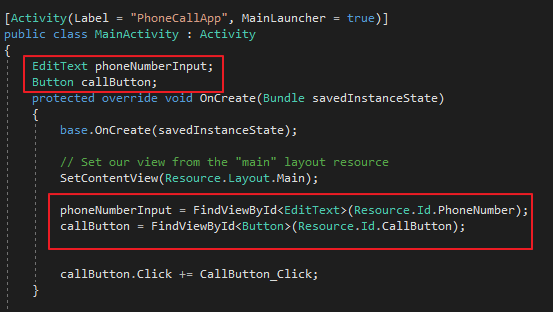 [Activity(Label = "PhoneCallApp", MainLauncher = true)]
public class MainActivity : Activity
{
EditText phoneNumberInput;
Button callButton;
protected override void OnCreate(Bundle savedInstanceState)
{
base.OnCreate(savedInstanceState);
// Set our view from the "main" layout resource
SetContentView(Resource.Layout.Main);
phoneNumberInput = FindViewById<EditText>(Resource.Id.PhoneNumber);
callButton = FindViewById<Button>(Resource.Id.CallButton);
callButton.Click += CallButton_Click;
}